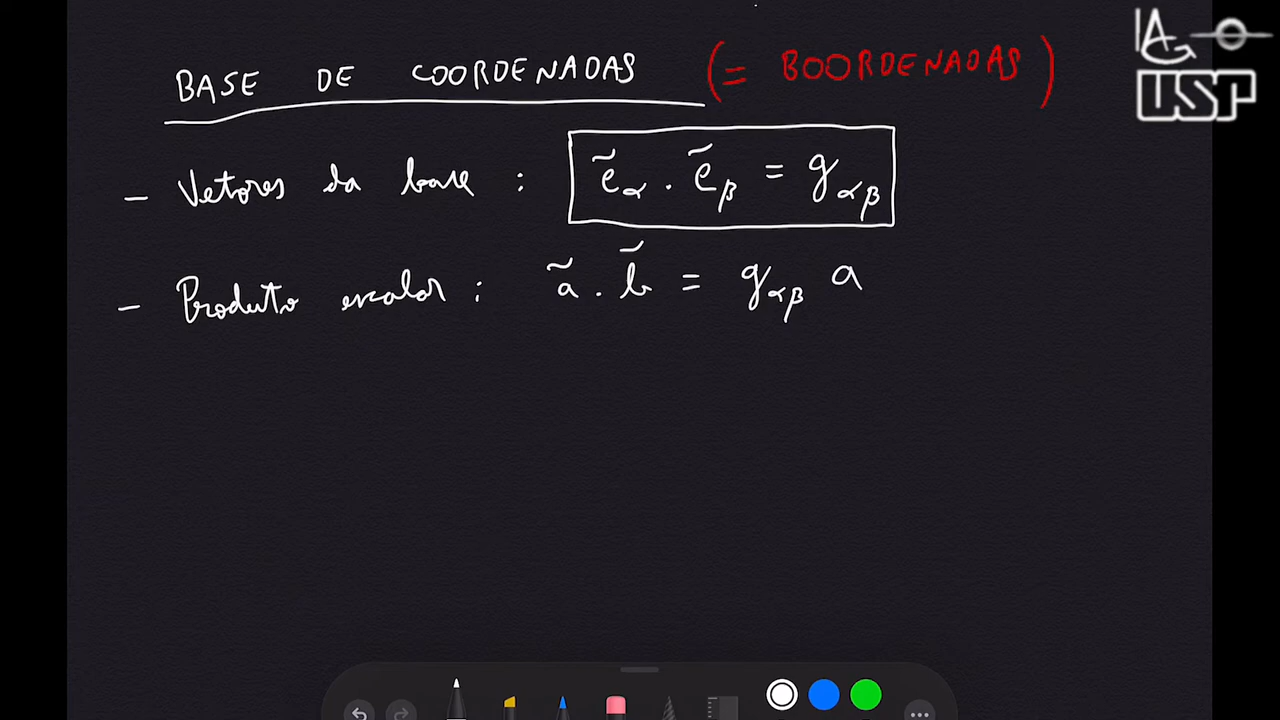 BASE DE COORDENADAS (= BOORDENADAS)
IAG
USP
- Vetores da base : ẽα . ẽβ = gαβ
- Produto escalar : ã . b̃ = gαβ a